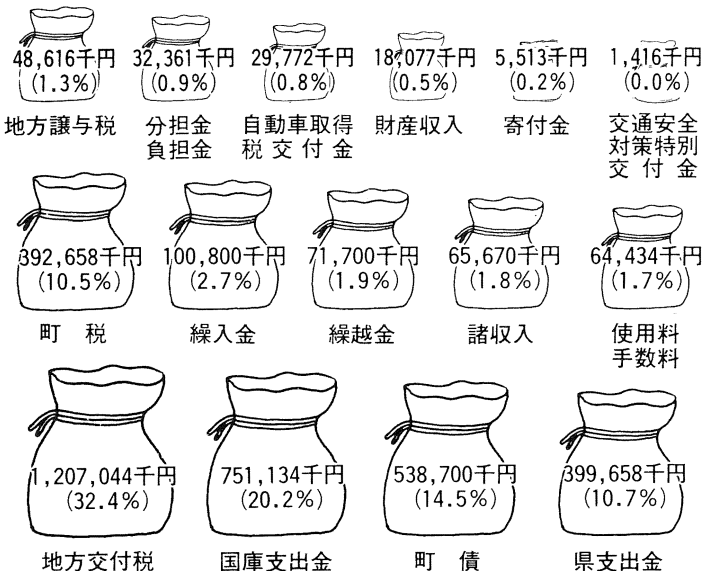 48,616千円 32,361千円 29,772千円 18,077千円 5,513千円 1,416千円
(1.3%) (0.9%) (0.8%) (0.5%) (0.2%) (0.0%)
地方譲与税 分担金 自動車取得 財産収入 寄付金 交通安全
負担金 税交付金 対策特別
交付金
392,658千円 100,800千円 71,700千円 65,670千円 64,434千円
(10.5%) (2.7%) (1.9%) (1.8%) (1.7%)
町 税 繰入金 繰越金 諸収入 使用料
手数料
1,207,044千円 751,134千円 538,700千円 399,658千円
(32.4%) (20.2%) (14.5%) (10.7%)
地方交付税 国庫支出金 町 債 県支出金